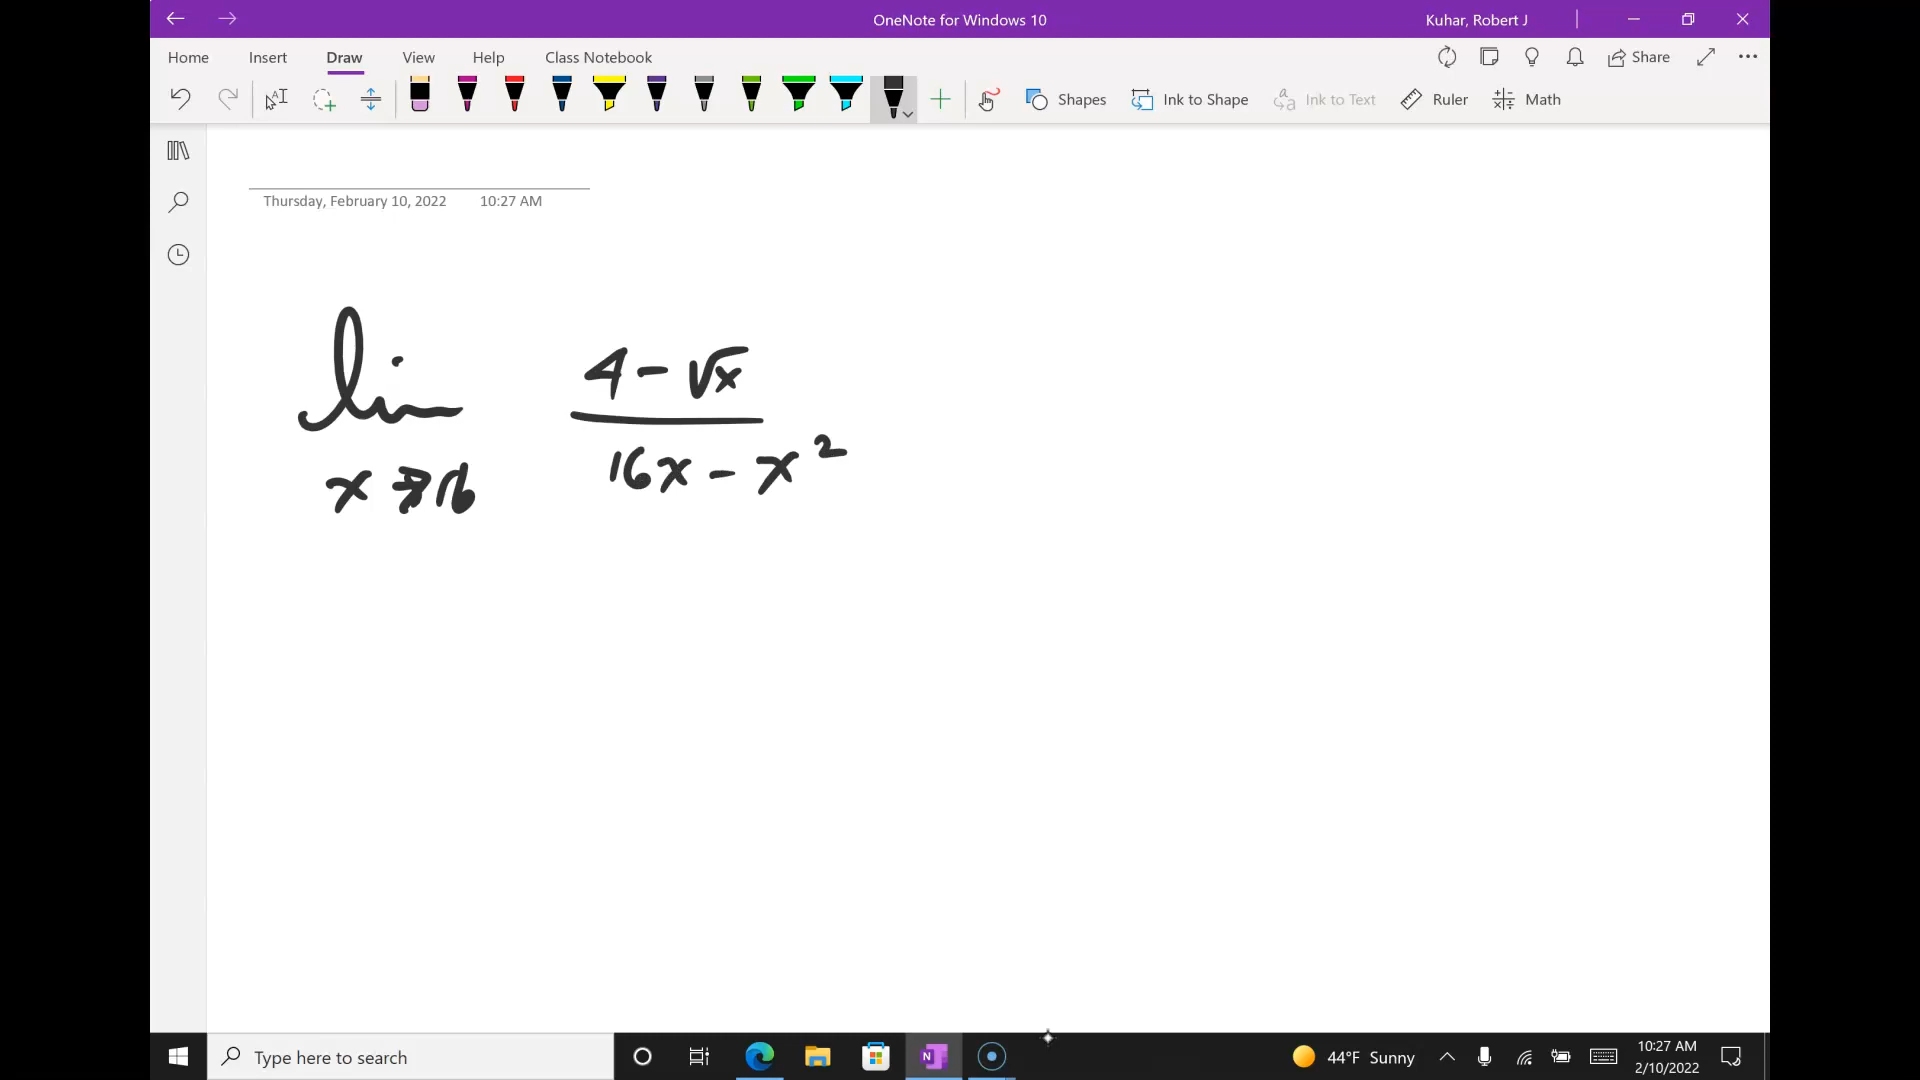 OneNote for Windows 10
Kuhar, Robert J
Home Insert Draw View Help Class Notebook
Share
Shapes Ink to Shape Ink to Text Ruler Math
Thursday, February 10, 2022 10:27 AM
lim 4 - √x
x → 16 16x - x²
Type here to search
44°F Sunny
10:27 AM
2/10/2022